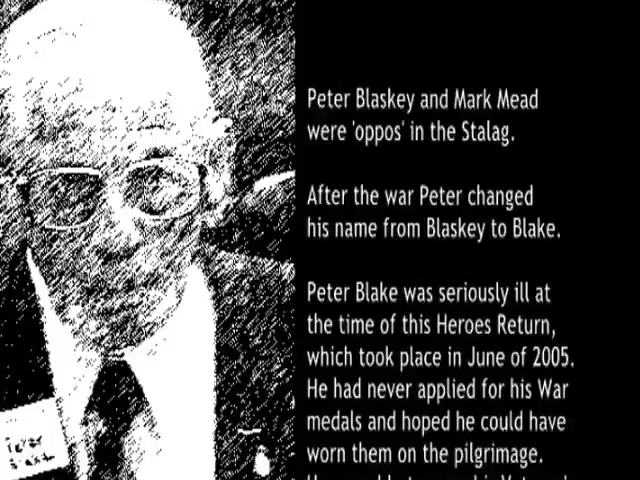 Peter Blaskey and Mark Mead
were 'oppos' in the Stalag.
After the war Peter changed
his name from Blaskey to Blake.
Peter Blake was seriously ill at
the time of this Heroes Return,
which took place in June of 2005.
He had never applied for his War
medals and hoped he could have
worn them on the pilgrimage.
Peter